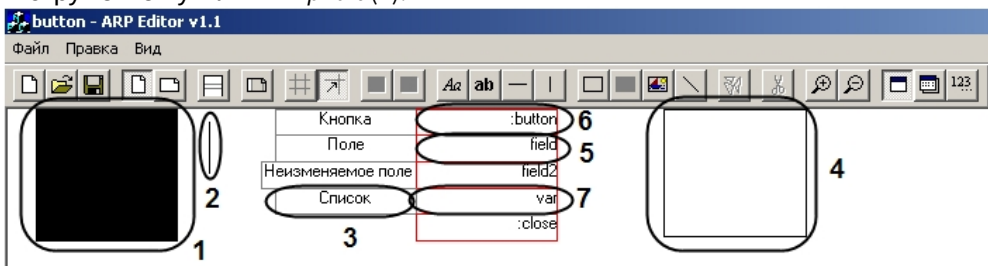 button - ARP Editor v1.1
Файл Правка Вид
Aa ab 123
Кнопка :button 6
Поле field 5
Неизменяемое поле field2
Список var 7
:close
1
2
3
4